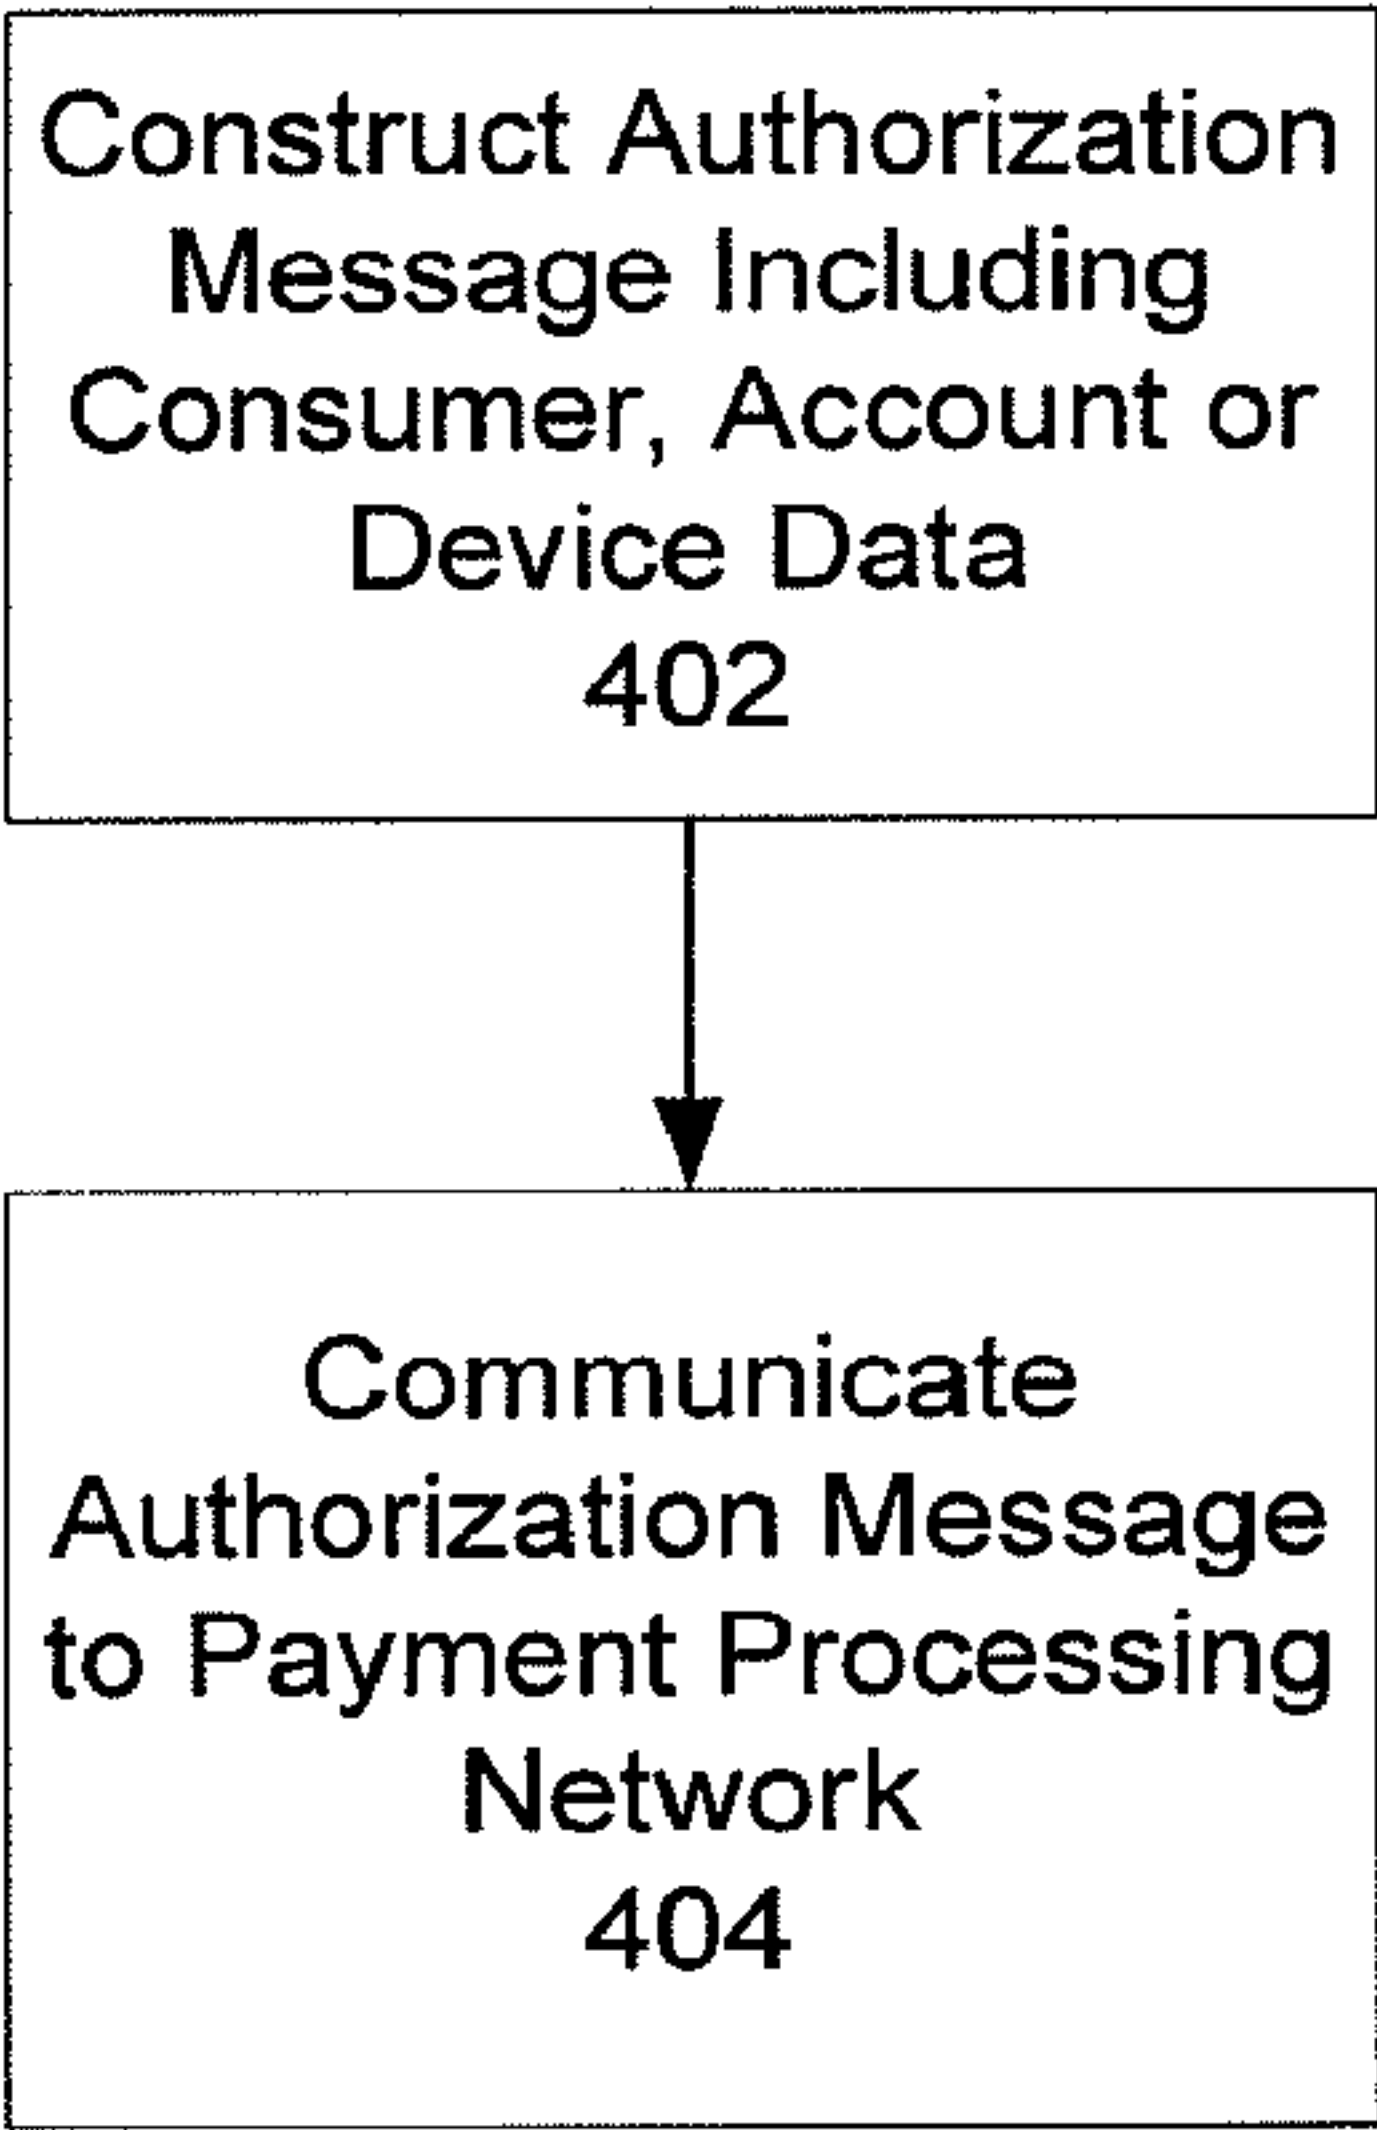 Construct Authorization
Message Including
Consumer, Account or
Device Data
402
Communicate
Authorization Message
to Payment Processing
Network
404